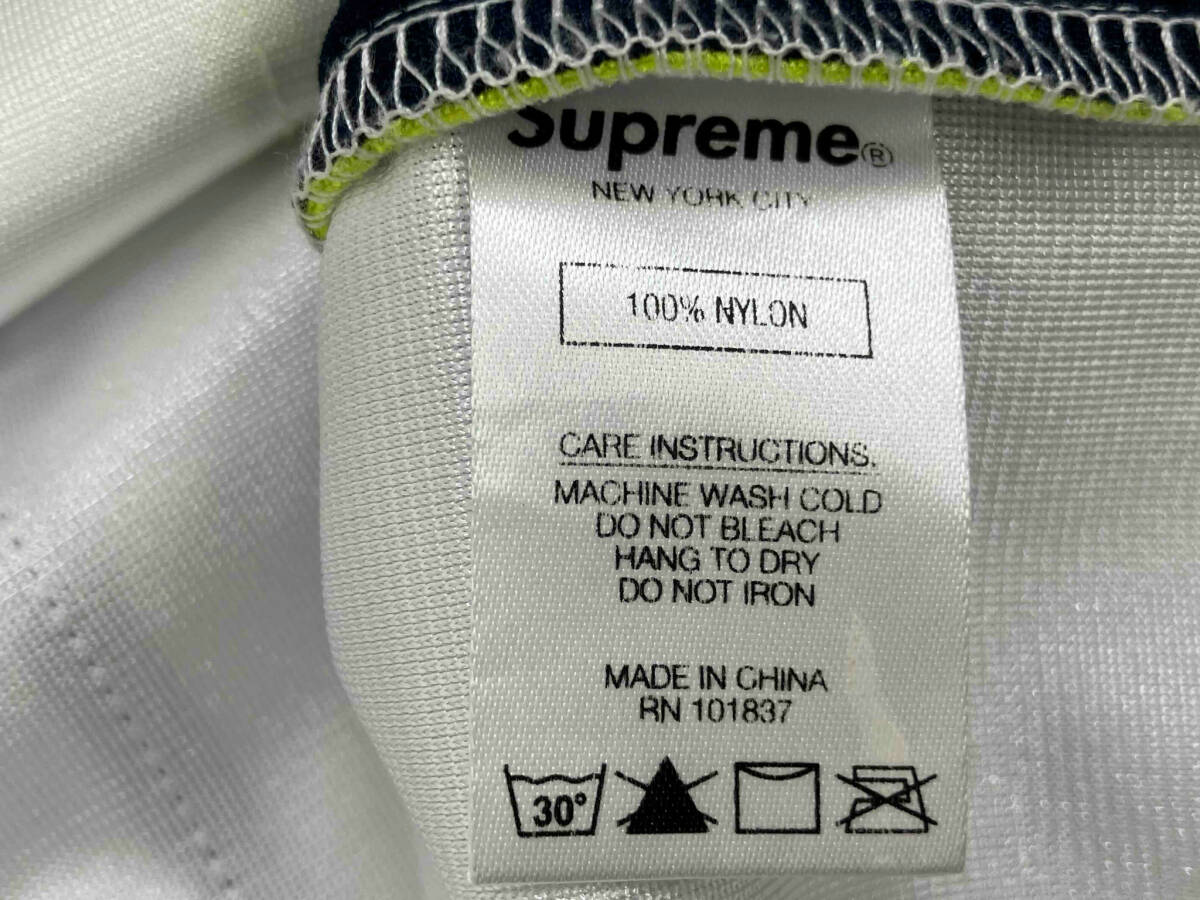 Supreme®
NEW YORK CITY
100% NYLON
CARE INSTRUCTIONS.
MACHINE WASH COLD
DO NOT BLEACH
HANG TO DRY
DO NOT IRON
MADE IN CHINA
RN 101837
30°